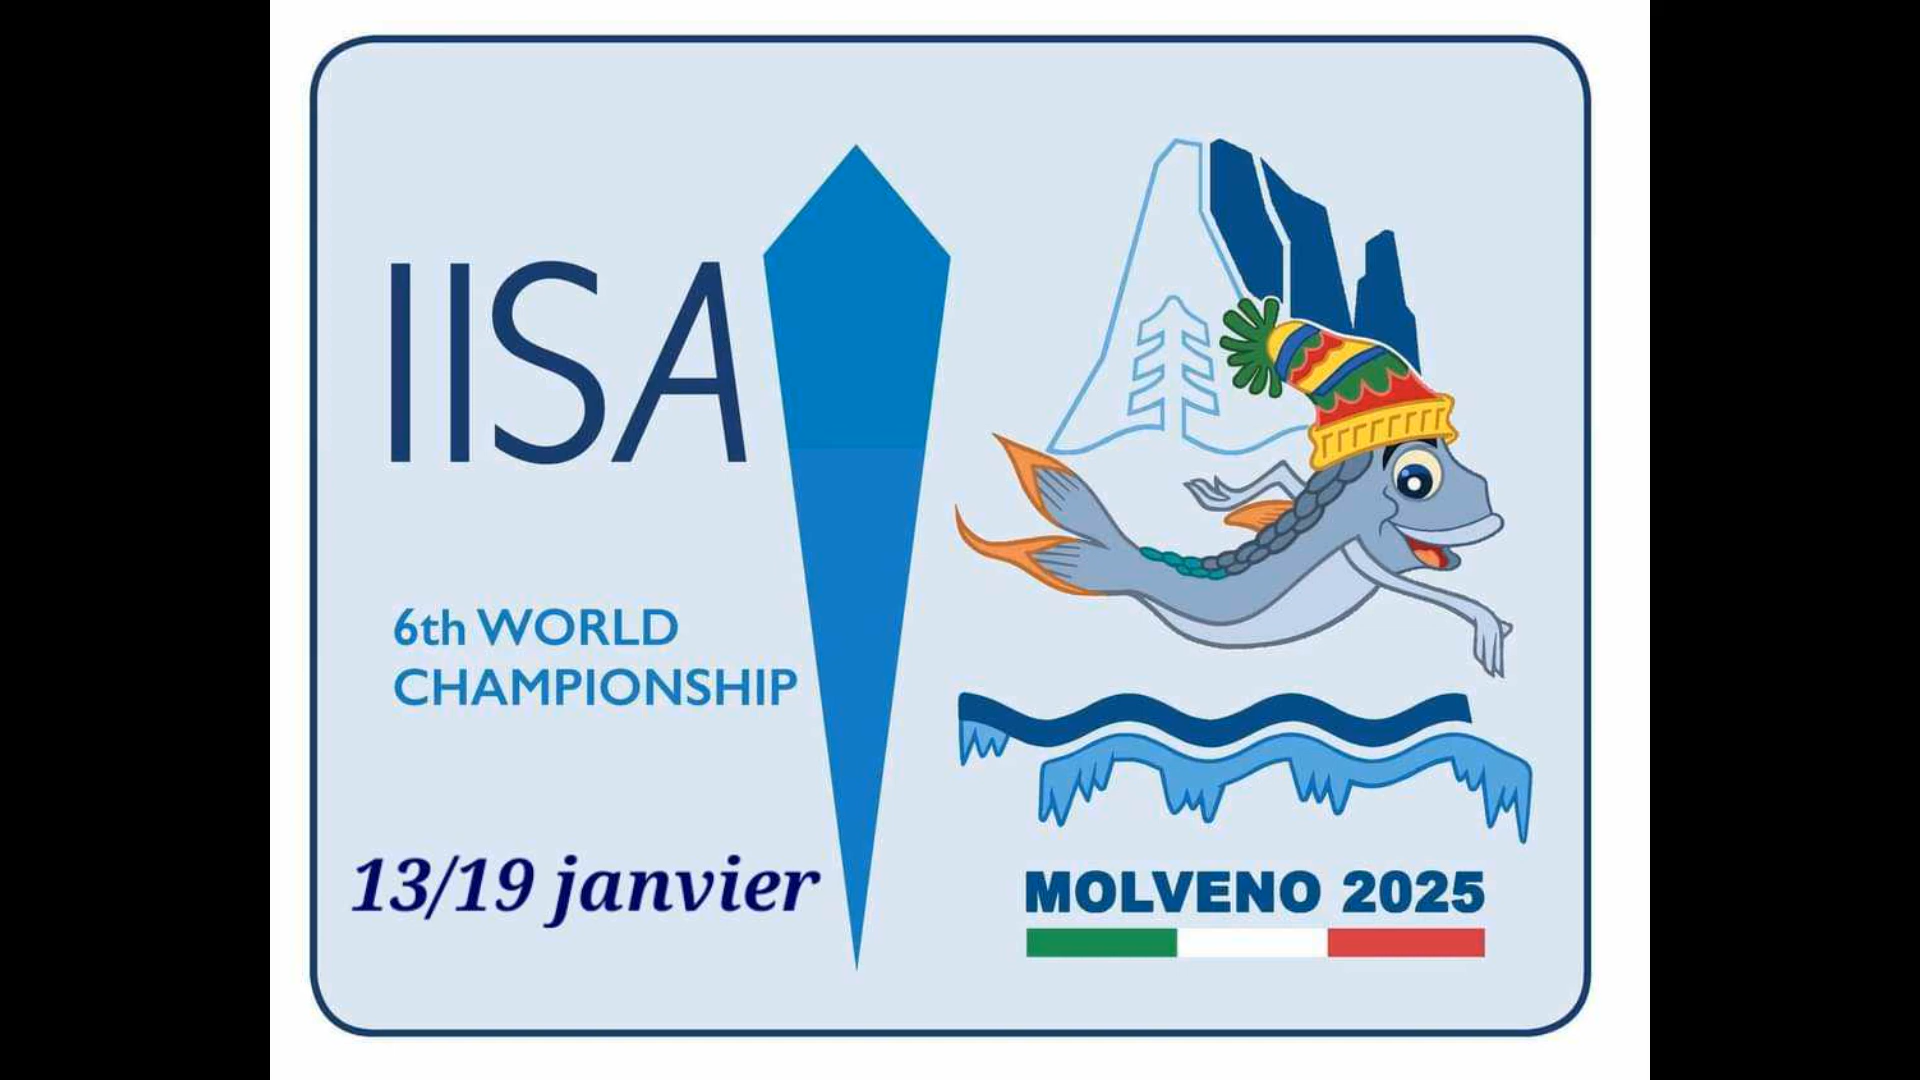 IISA
6th WORLD
CHAMPIONSHIP
13/19 janvier
MOLVENO 2025